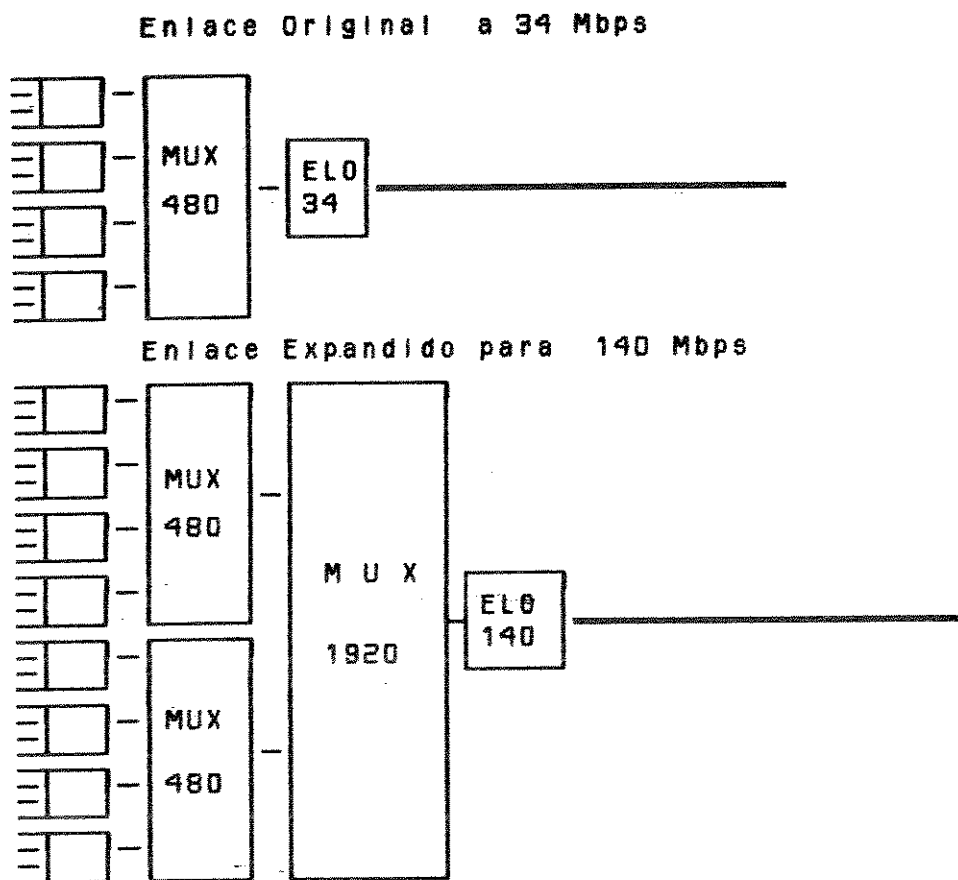 Enlace Original a 34 Mbps
MUX
480
ELO
34
Enlace Expandido para 140 Mbps
MUX
480
M U X
1920
ELO
140
MUX
480